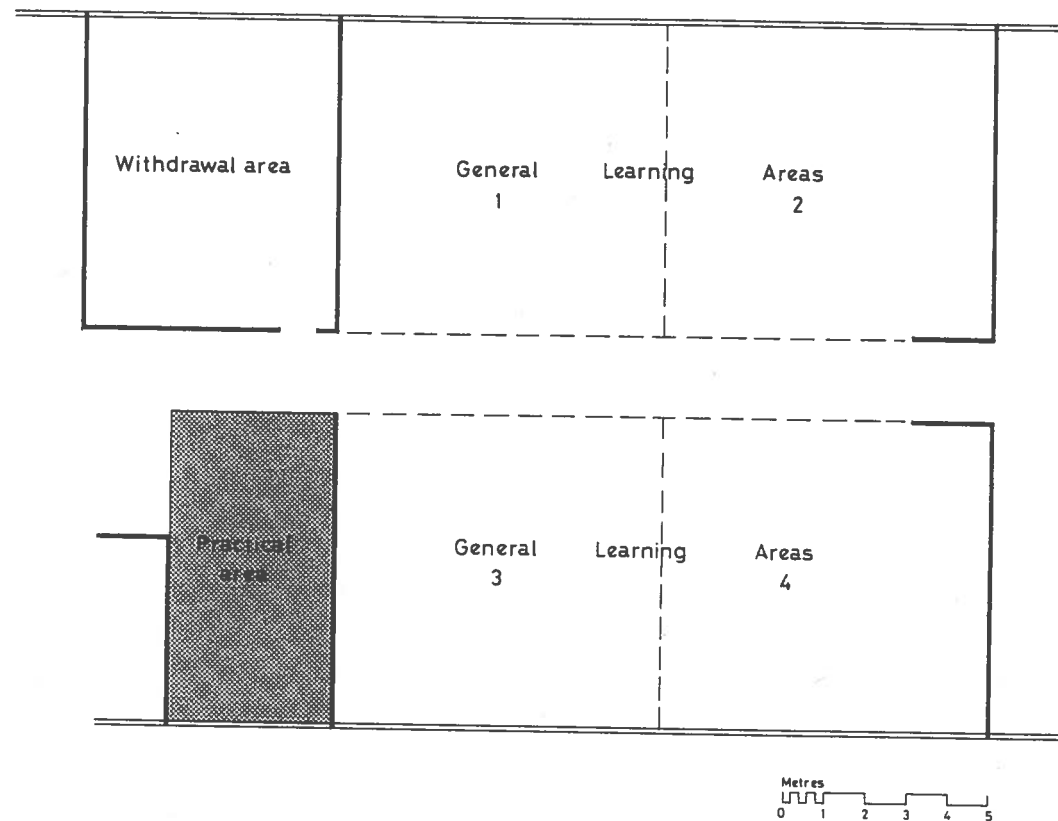 Withdrawal area
General Learning Areas
1 2
Practical
area
General Learning Areas
3 4
Metres
0 1 2 3 4 5